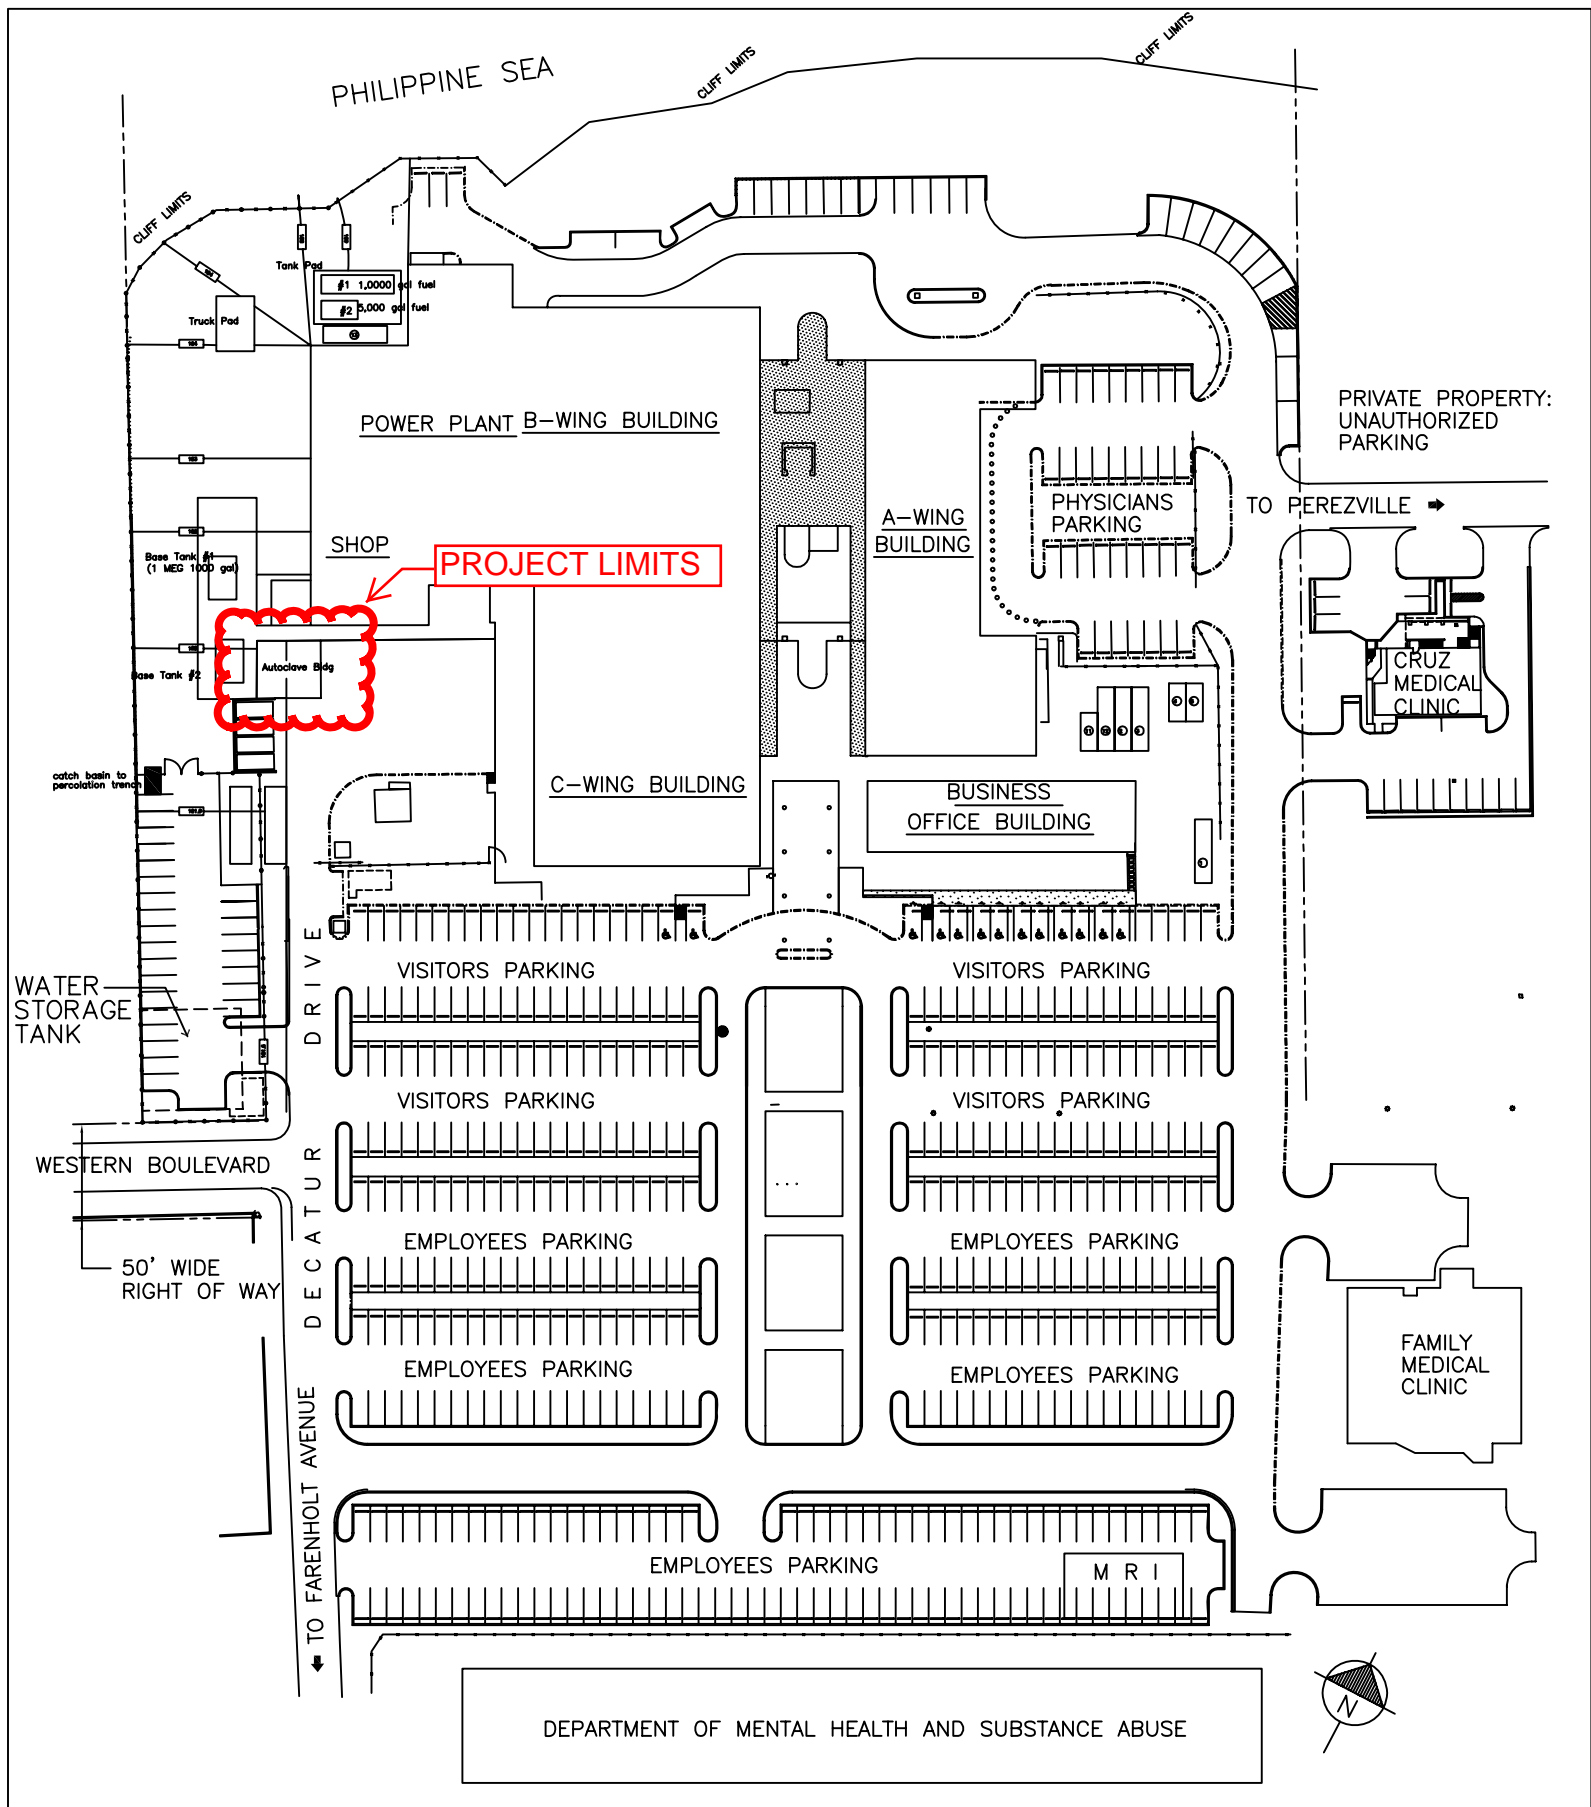 PHILIPPINE SEA
CLIFF LIMITS
CLIFF LIMITS
CLIFF LIMITS
Tank Pad
#1 1,0000 gal fuel
#2 5,000 gal fuel
Truck Pad
POWER PLANT
B-WING BUILDING
PRIVATE PROPERTY:
UNAUTHORIZED
PARKING
TO PEREZVILLE
PHYSICIANS
PARKING
A-WING
BUILDING
SHOP
PROJECT LIMITS
Base Tank #1
(1 MEG 1000 gal)
Autoclave Bldg
Base Tank #2
CRUZ
MEDICAL
CLINIC
catch basin to
percolation trench
C-WING BUILDING
BUSINESS
OFFICE BUILDING
VISITORS PARKING
VISITORS PARKING
WATER
STORAGE
TANK
VISITORS PARKING
VISITORS PARKING
WESTERN BOULEVARD
DECATUR DRIVE
EMPLOYEES PARKING
EMPLOYEES PARKING
50' WIDE
RIGHT OF WAY
EMPLOYEES PARKING
EMPLOYEES PARKING
FAMILY
MEDICAL
CLINIC
TO FARENHOLT AVENUE
EMPLOYEES PARKING
M R I
N
DEPARTMENT OF MENTAL HEALTH AND SUBSTANCE ABUSE